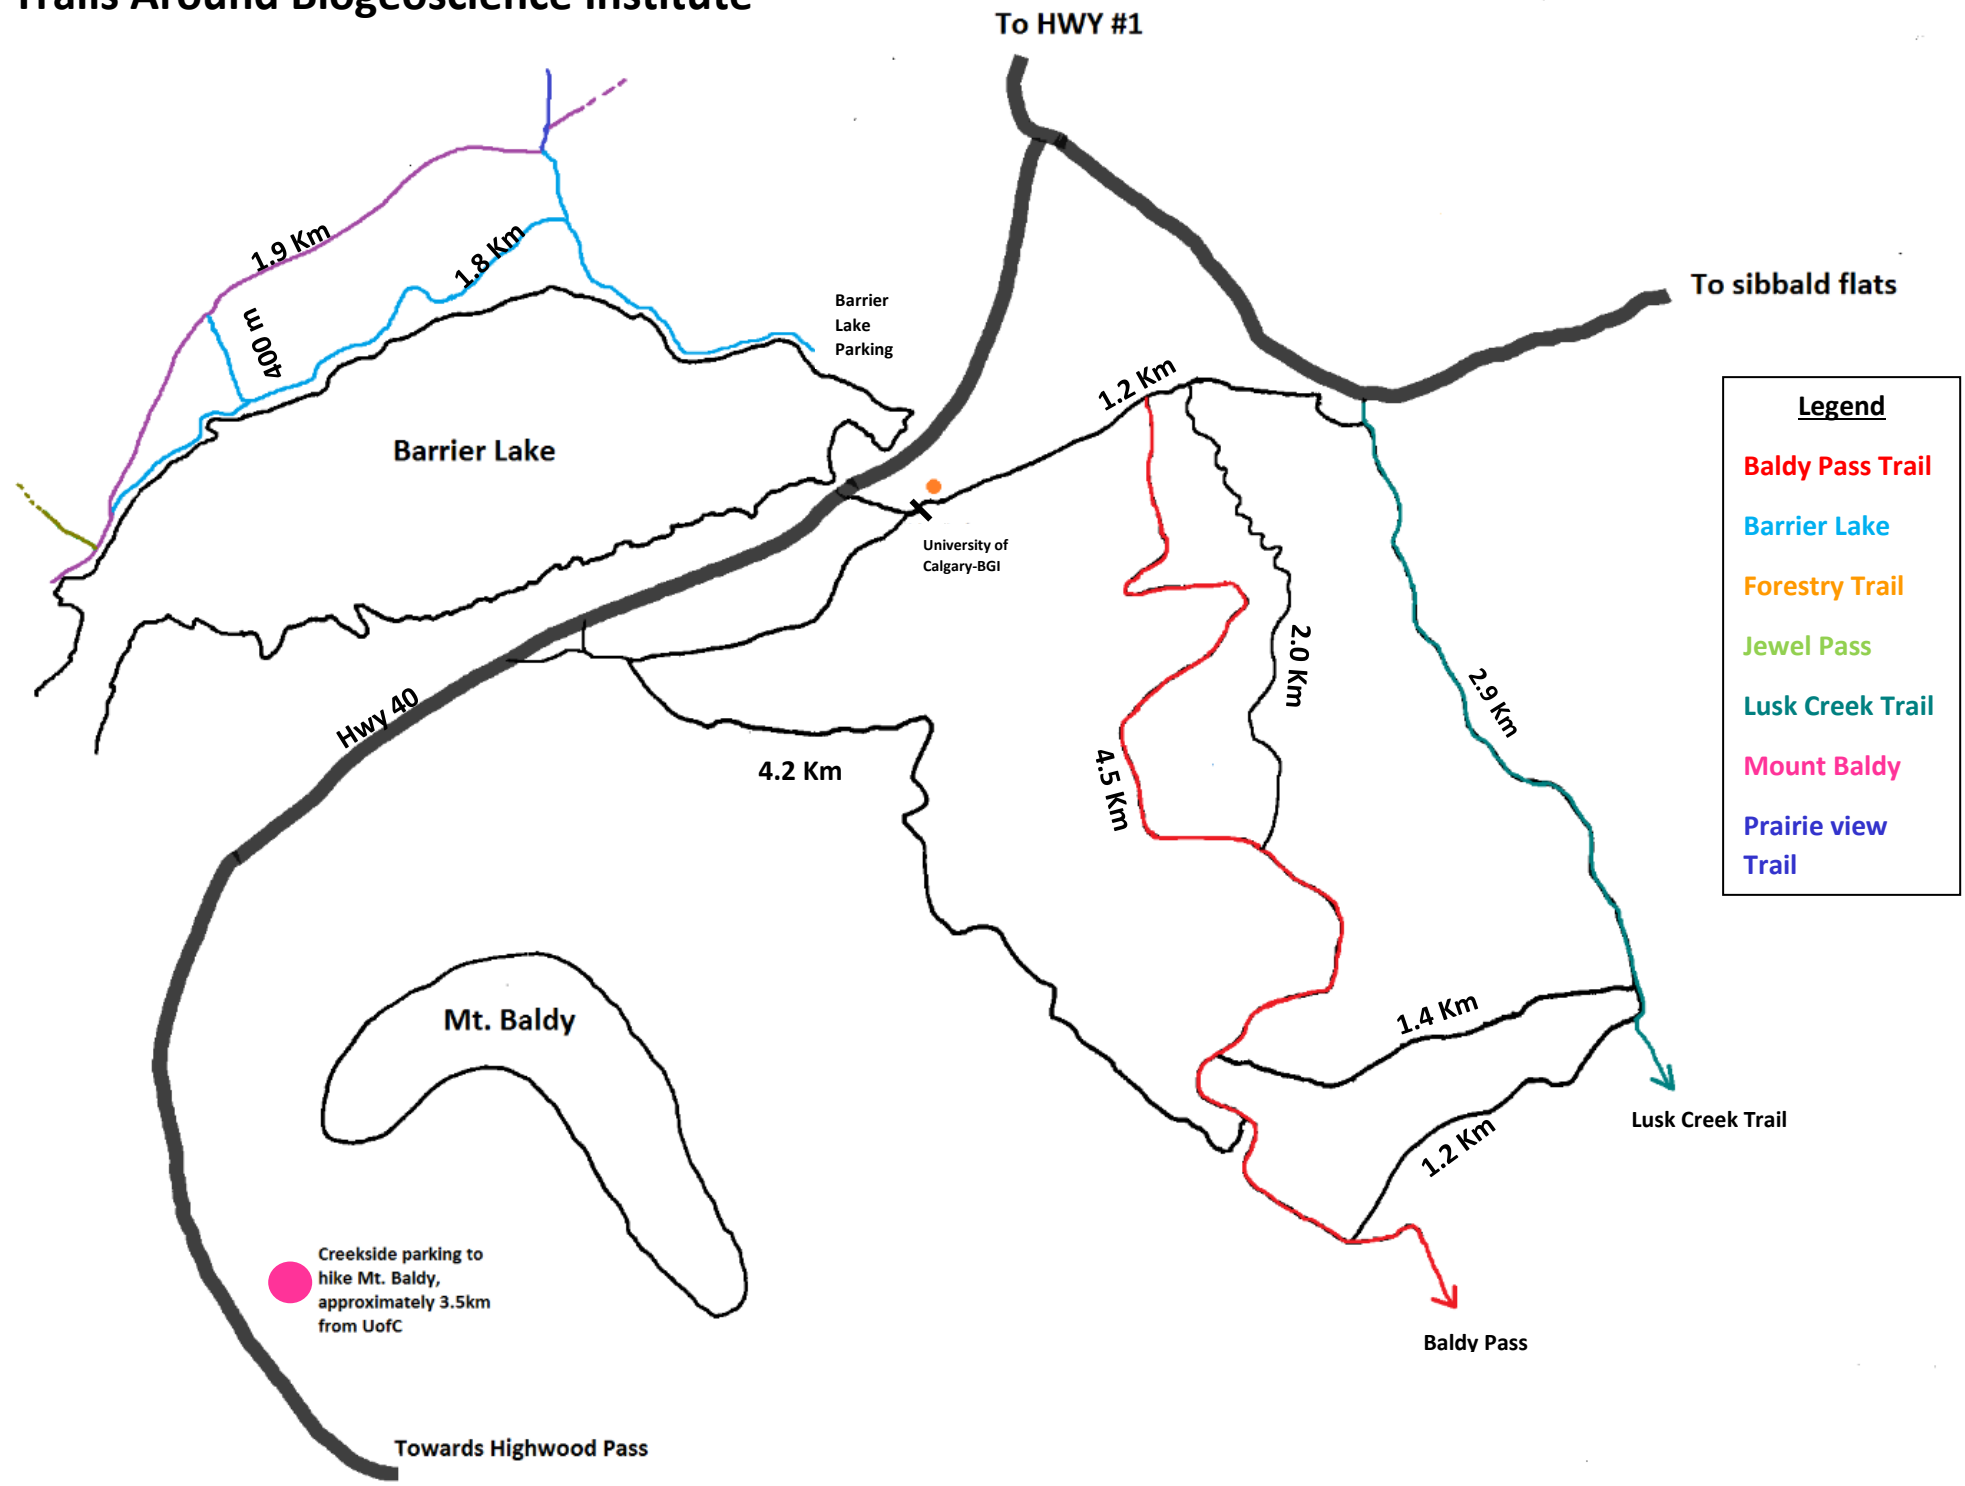 Trails Around Biogeoscience Institute
To HWY #1
1.9 Km
1.8 Km
400 m
Barrier
Lake
Parking
To sibbald flats
1.2 Km
Barrier Lake
University of
Calgary-BGI
Legend
Baldy Pass Trail
Barrier Lake
Forestry Trail
Jewel Pass
Lusk Creek Trail
Mount Baldy
Prairie view
Trail
2.0 Km
2.9 Km
Hwy 40
4.2 Km
4.5 Km
Mt. Baldy
1.4 Km
1.2 Km
Lusk Creek Trail
Creekside parking to
hike Mt. Baldy,
approximately 3.5km
from UofC
Baldy Pass
Towards Highwood Pass